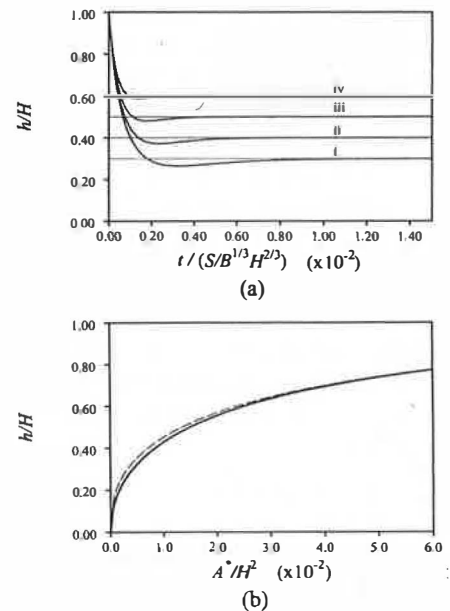 1.00
0.80
0.60
0.40
0.20
0.00
h/H
iv
iii
ii
i
0.00 0.20 0.40 0.60 0.80 1.00 1.20 1.40
t / (S/B^{1/3}H^{2/3}) (x10^{-2})
(a)
1.00
0.80
0.60
0.40
0.20
0.00
h/H
0.0 1.0 2.0 3.0 4.0 5.0 6.0
A^*/H^2 (x10^{-2})
(b)